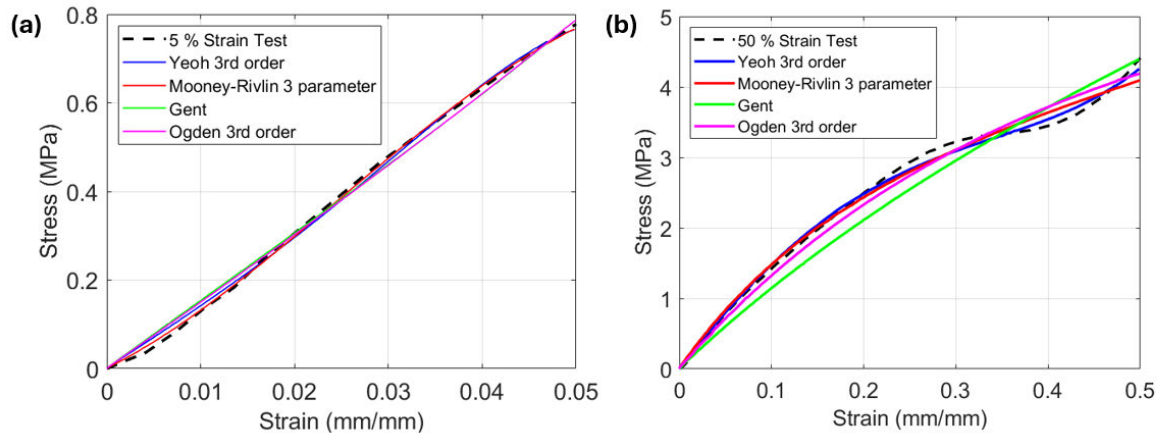 (a)
0.8
0.6
0.4
0.2
0
Stress (MPa)
5 % Strain Test
Yeoh 3rd order
Mooney-Rivlin 3 parameter
Gent
Ogden 3rd order
0 0.01 0.02 0.03 0.04 0.05
Strain (mm/mm)
(b)
5
4
3
2
1
0
Stress (MPa)
50 % Strain Test
Yeoh 3rd order
Mooney-Rivlin 3 parameter
Gent
Ogden 3rd order
0 0.1 0.2 0.3 0.4 0.5
Strain (mm/mm)